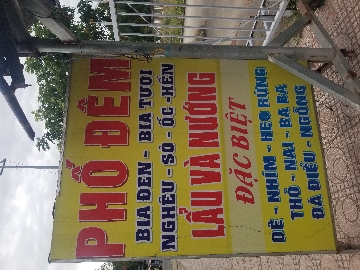 PHỐ ĐÊM
BIA ĐEN - BIA TƯƠI
NGHÊU - SÒ - ỐC - HẾN
LẨU VÀ NƯỚNG
ĐẶC BIỆT
DÊ - NHÍM - HEO RỪNG
THỎ - NAI - BA BA
ĐÀ ĐIỂU - NGỖNG